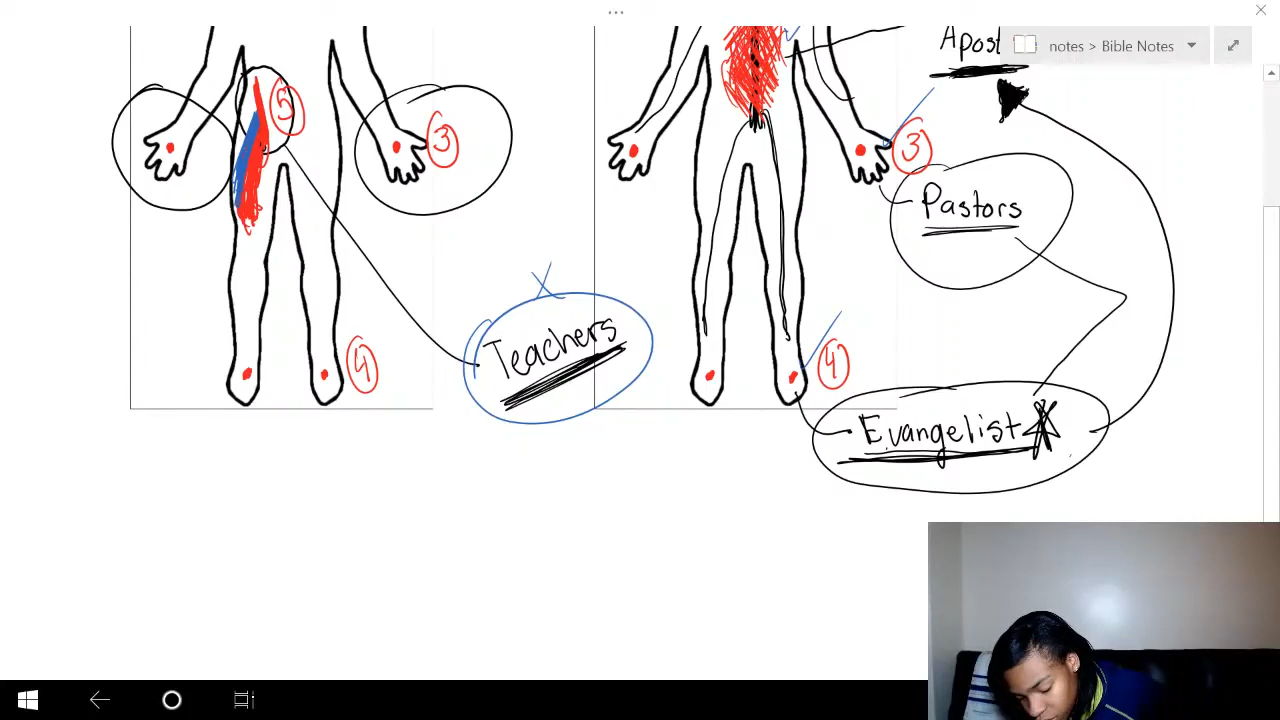 notes > Bible Notes
Apost
5
3
3
Pastors
Teachers
4
4
Evangelist